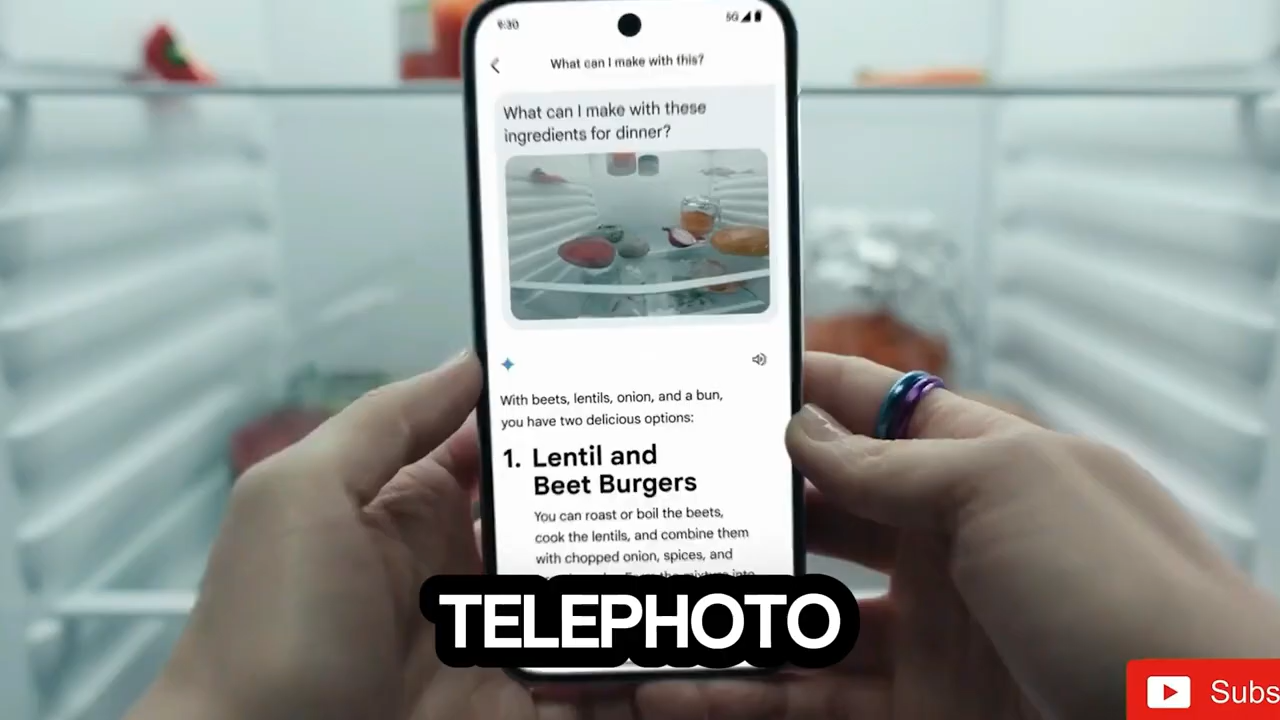 9:30
5G
What can I make with this?
What can I make with these
ingredients for dinner?
With beets, lentils, onion, and a bun,
you have two delicious options:
1. Lentil and
Beet Burgers
You can roast or boil the beets,
cook the lentils, and combine them
with chopped onion, spices, and
TELEPHOTO
Subs